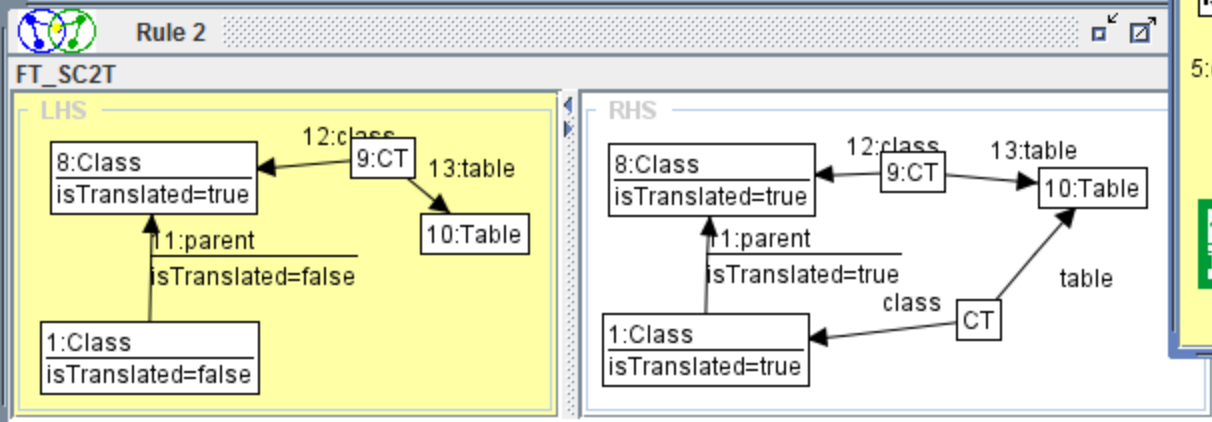 Rule 2
FT_SC2T
LHS
12:class
8:Class
isTranslated=true
9:CT
13:table
10:Table
11:parent
isTranslated=false
1:Class
isTranslated=false
RHS
12:class
13:table
8:Class
isTranslated=true
9:CT
10:Table
11:parent
isTranslated=true
table
class
CT
1:Class
isTranslated=true
5: